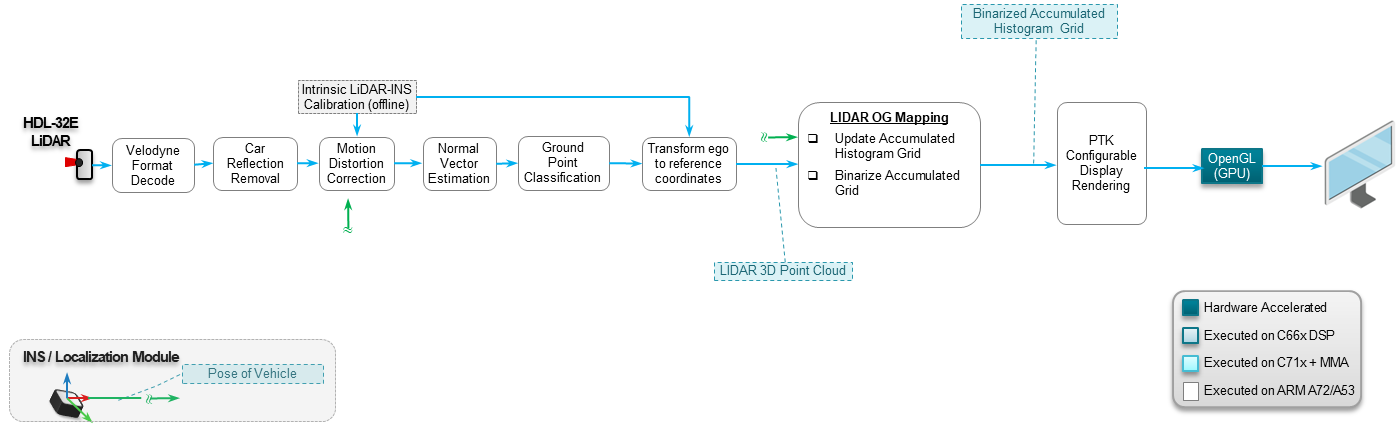 Binarized Accumulated
Histogram Grid
Intrinsic LiDAR-INS
Calibration (offline)
HDL-32E
LiDAR
Velodyne
Format
Decode
Car
Reflection
Removal
Motion
Distortion
Correction
Normal
Vector
Estimation
Ground
Point
Classification
Transform ego
to reference
coordinates
LIDAR OG Mapping
❑ Update Accumulated
Histogram Grid
❑ Binarize Accumulated
Grid
PTK
Configurable
Display
Rendering
OpenGL
(GPU)
LIDAR 3D Point Cloud
Hardware Accelerated
Executed on C66x DSP
Executed on C71x + MMA
Executed on ARM A72/A53
INS / Localization Module
Pose of Vehicle